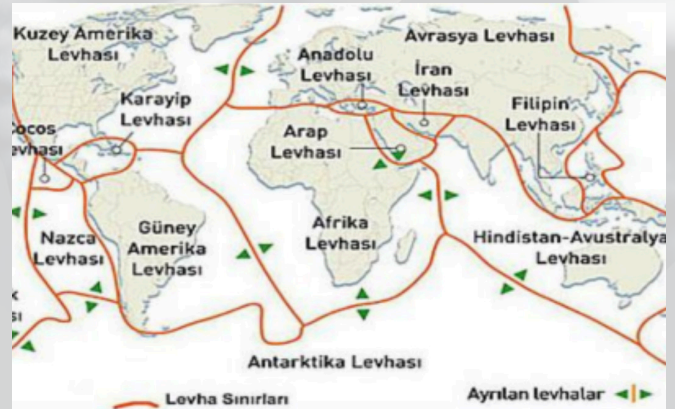 Kuzey Amerika
Levhası
Avrasya Levhası
Anadolu
Levhası
İran
Levhası
Karayip
Levhası
Filipin
Levhası
Cocos
Levhası
Arap
Levhası
Güney
Amerika
Levhası
Afrika
Levhası
Nazca
Levhası
Hindistan-Avustralya
Levhası
Antarktika Levhası
Levha Sınırları
Ayrılan levhalar